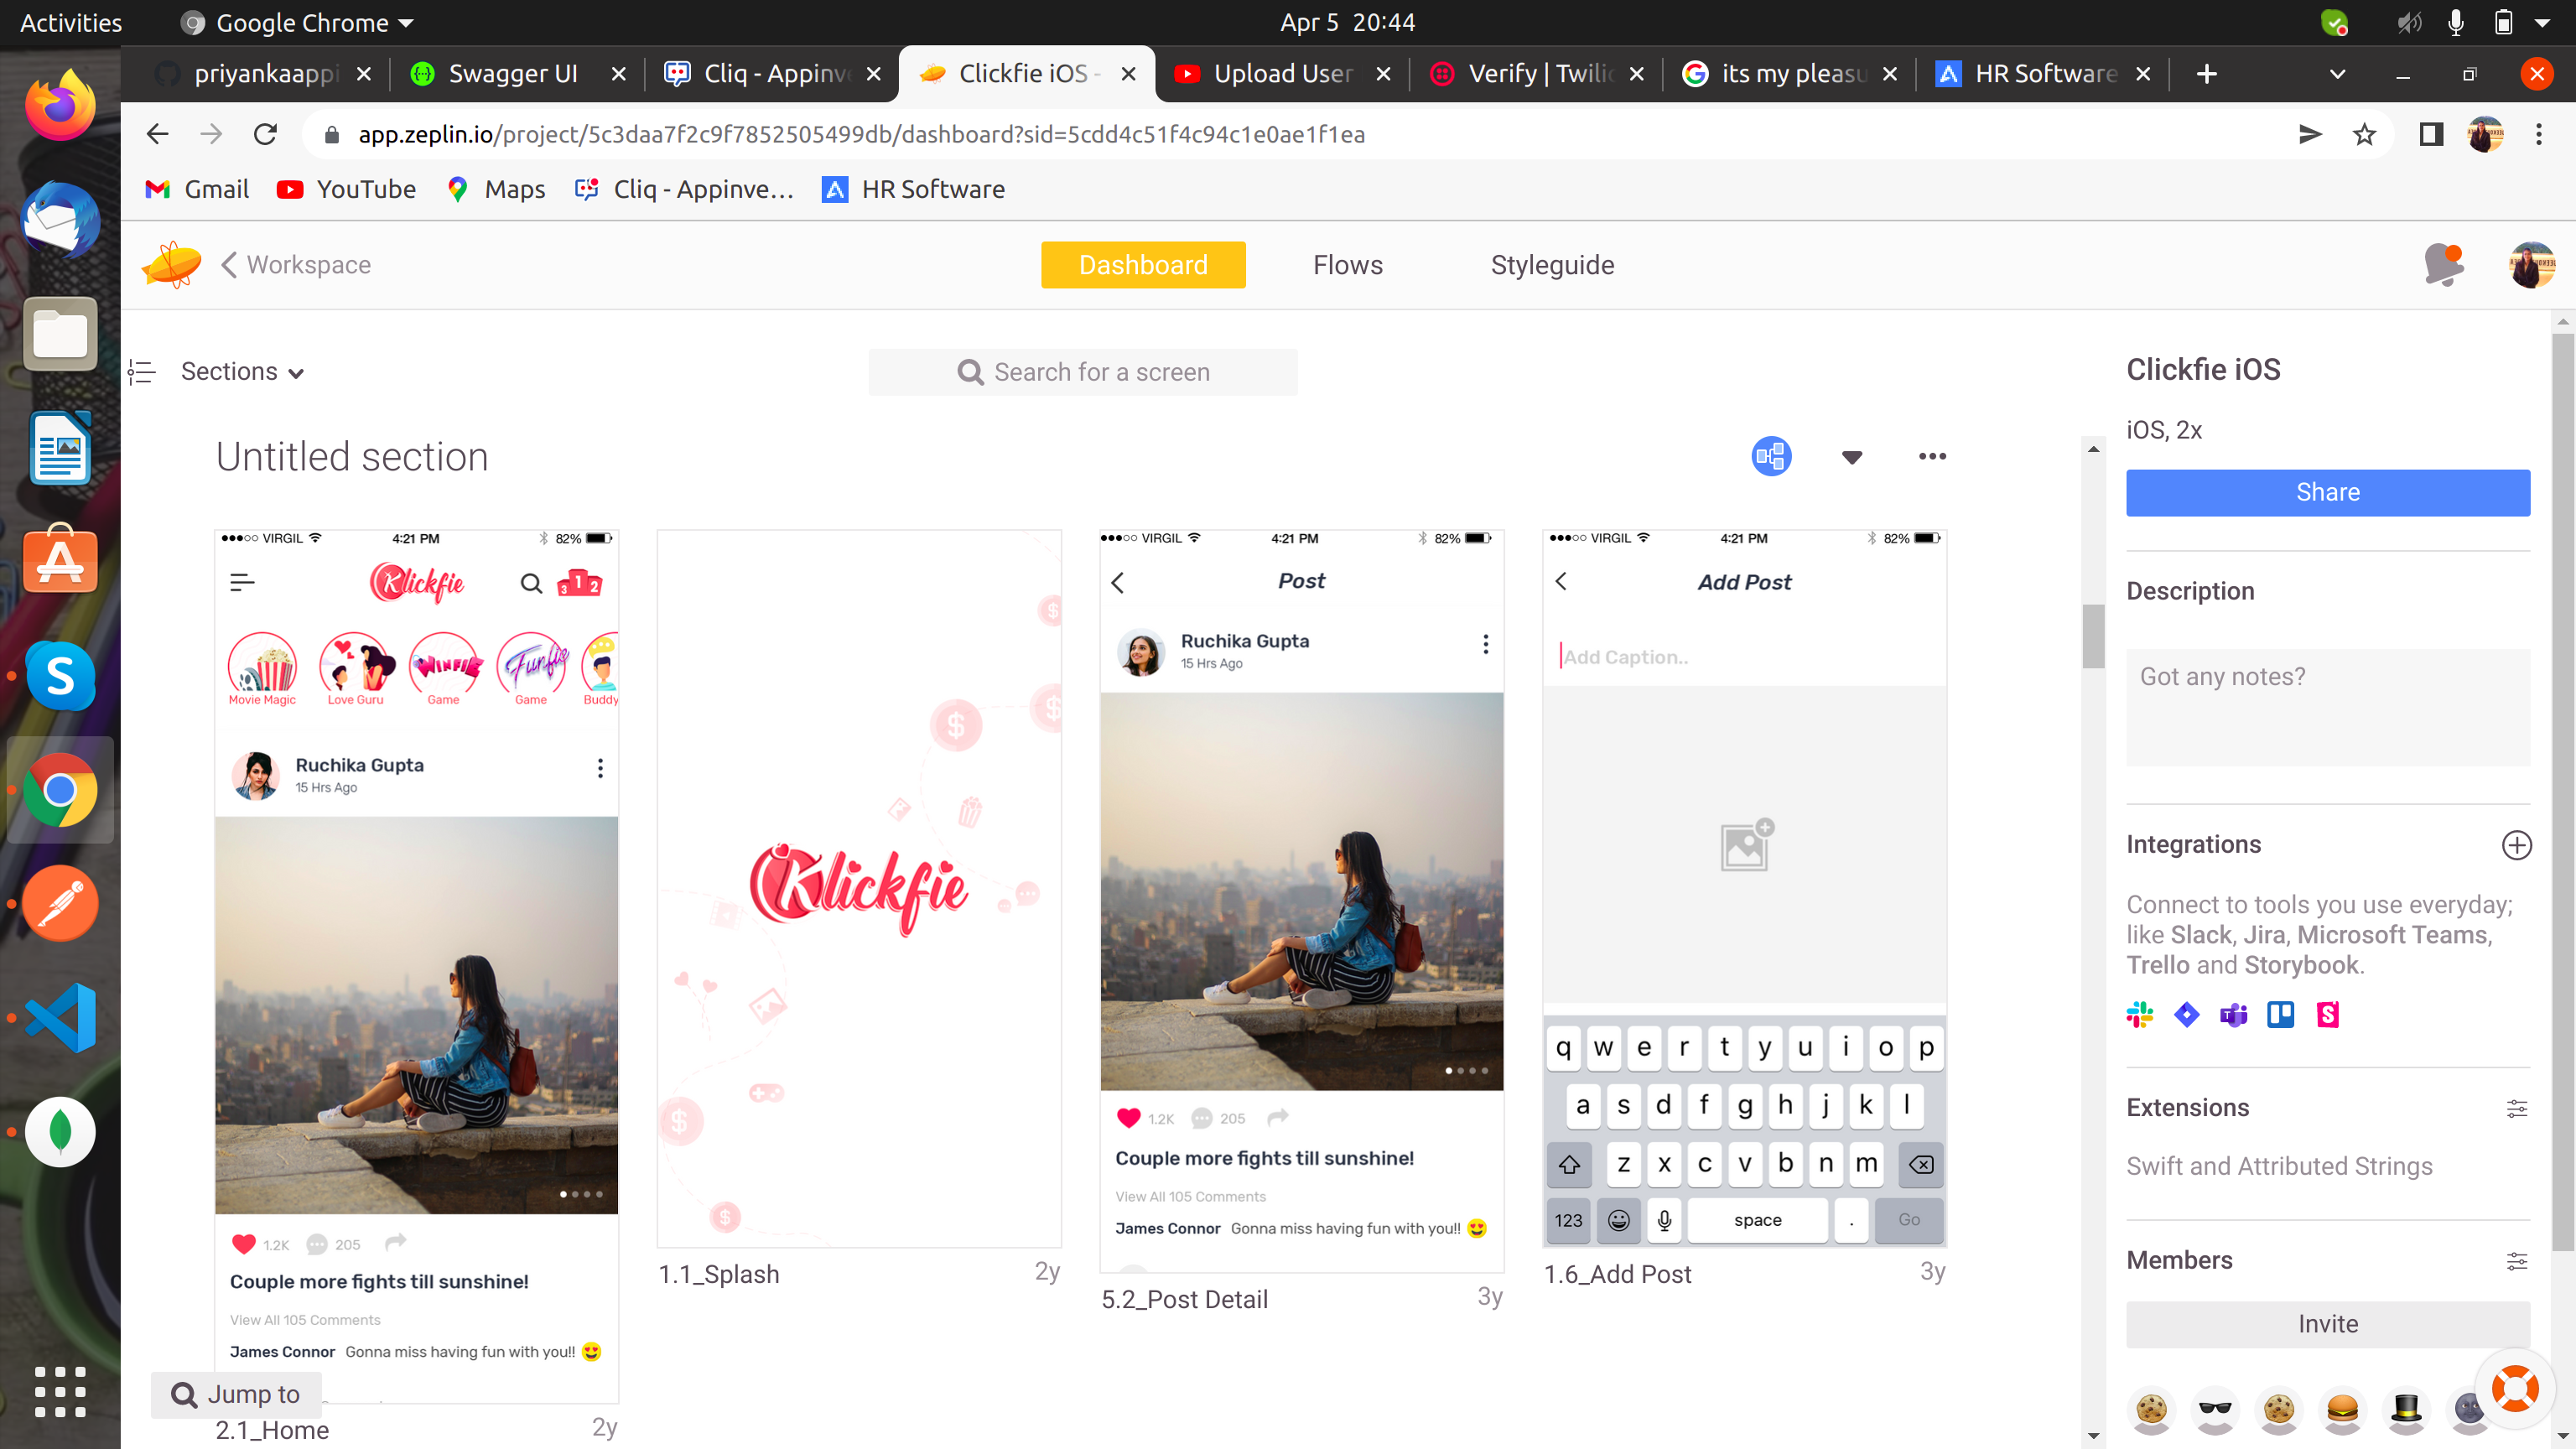 Activities
Google Chrome
Apr 5 20:44
priyankaappi
Swagger UI
Cliq - Appinve
Clickfie iOS -
Upload User
Verify | Twilio
its my pleasu
HR Software
app.zeplin.io/project/5c3daa7f2c9f7852505499db/dashboard?sid=5cdd4c51f4c94c1e0ae1f1ea
Gmail
YouTube
Maps
Cliq - Appinve...
HR Software
Workspace
Dashboard
Flows
Styleguide
Sections
Search for a screen
Untitled section
VIRGIL 4:21 PM 82%
Klickfie
3 1 2
WINFIE
Funfie
Movie Magic
Love Guru
Game
Game
Buddy
Ruchika Gupta
15 Hrs Ago
1.2K 205
Couple more fights till sunshine!
View All 105 Comments
James Connor Gonna miss having fun with you!! 😍
Jump to
2.1_Home 2y
Klickfie
1.1_Splash 2y
VIRGIL 4:21 PM 82%
Post
Ruchika Gupta
15 Hrs Ago
1.2K 205
Couple more fights till sunshine!
View All 105 Comments
James Connor Gonna miss having fun with you!! 😍
5.2_Post Detail 3y
VIRGIL 4:21 PM 82%
Add Post
Add Caption..
q w e r t y u i o p
a s d f g h j k l
z x c v b n m
123 space . Go
1.6_Add Post 3y
Clickfie iOS
iOS, 2x
Share
Description
Got any notes?
Integrations
Connect to tools you use everyday;
like Slack, Jira, Microsoft Teams,
Trello and Storybook.
Extensions
Swift and Attributed Strings
Members
Invite